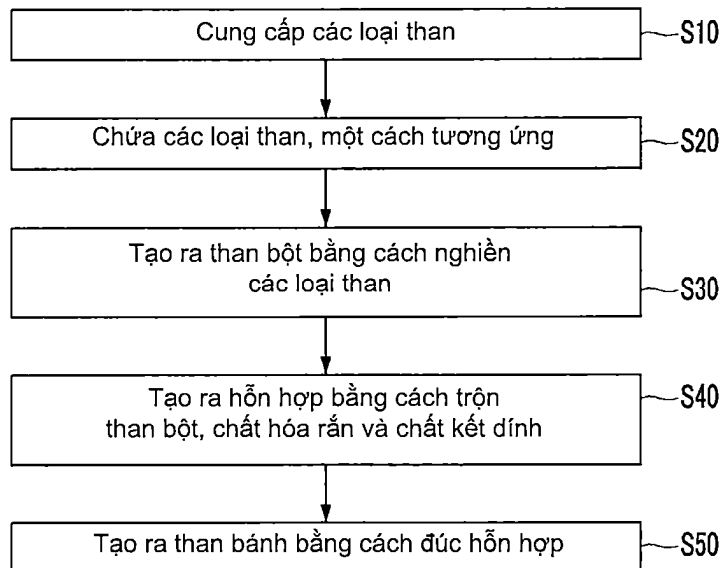 Cung cấp các loại than
S10
Chứa các loại than, một cách tương ứng
S20
Tạo ra than bột bằng cách nghiền
các loại than
S30
Tạo ra hỗn hợp bằng cách trộn
than bột, chất hóa rắn và chất kết dính
S40
Tạo ra than bánh bằng cách đúc hỗn hợp
S50